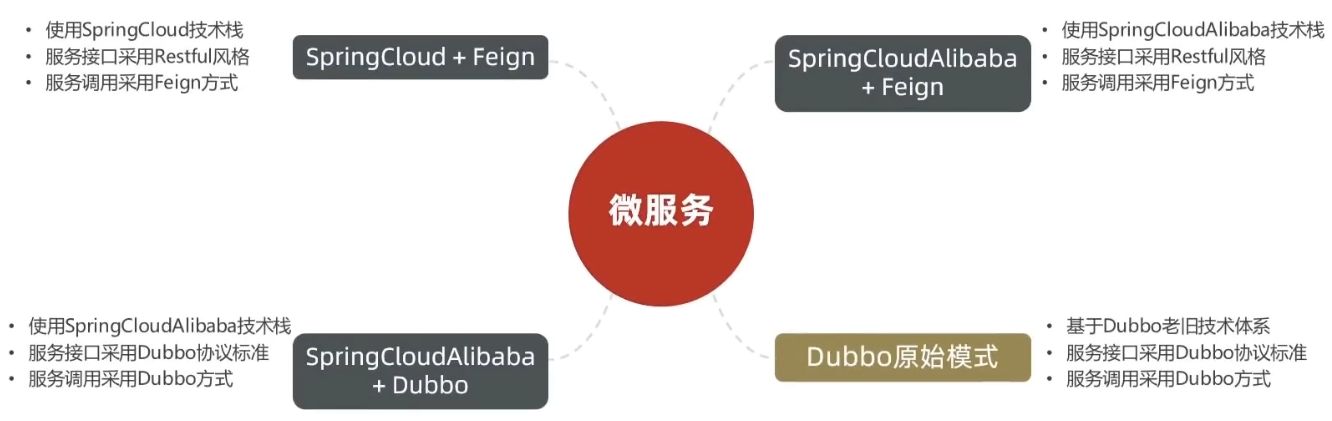 • 使用SpringCloud技术栈
• 服务接口采用Restful风格
• 服务调用采用Feign方式
SpringCloud + Feign
SpringCloudAlibaba
+ Feign
• 使用SpringCloudAlibaba技术栈
• 服务接口采用Restful风格
• 服务调用采用Feign方式
微服务
• 使用SpringCloudAlibaba技术栈
• 服务接口采用Dubbo协议标准
• 服务调用采用Dubbo方式
SpringCloudAlibaba
+ Dubbo
Dubbo原始模式
• 基于Dubbo老旧技术体系
• 服务接口采用Dubbo协议标准
• 服务调用采用Dubbo方式